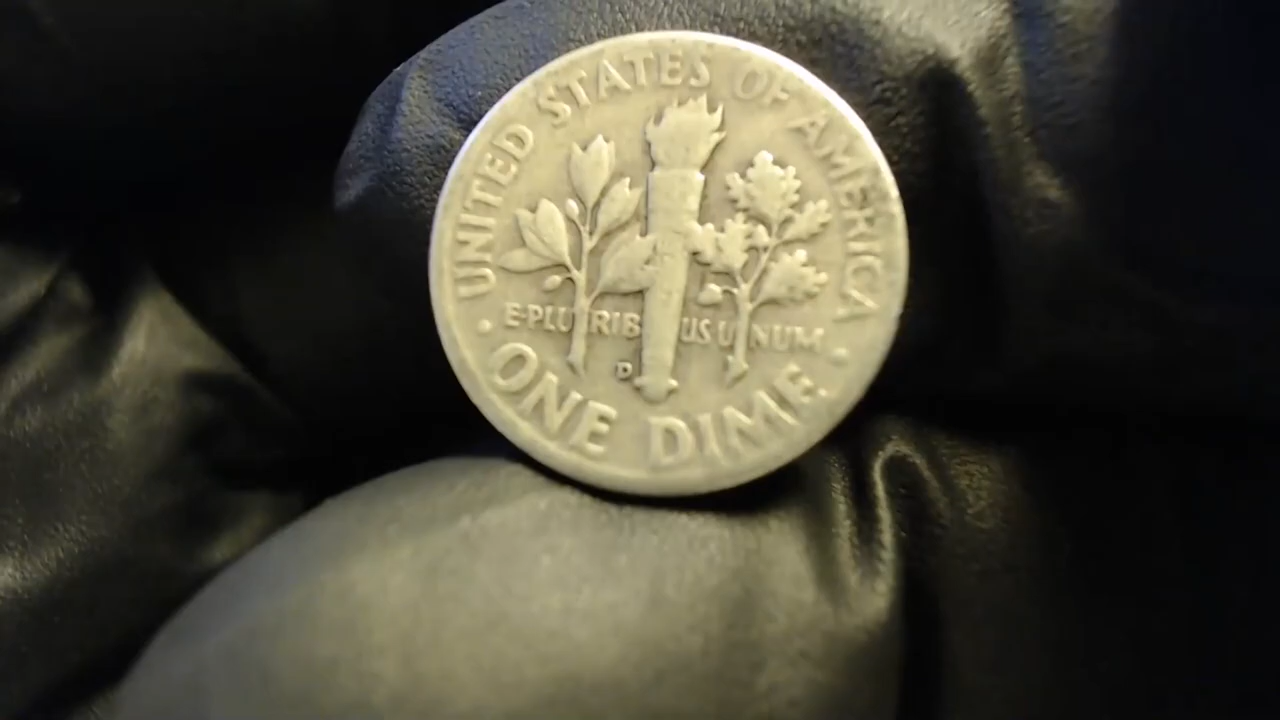 UNITED STATES OF AMERICA
E·PLURIBUS UNUM
D
· ONE DIME ·